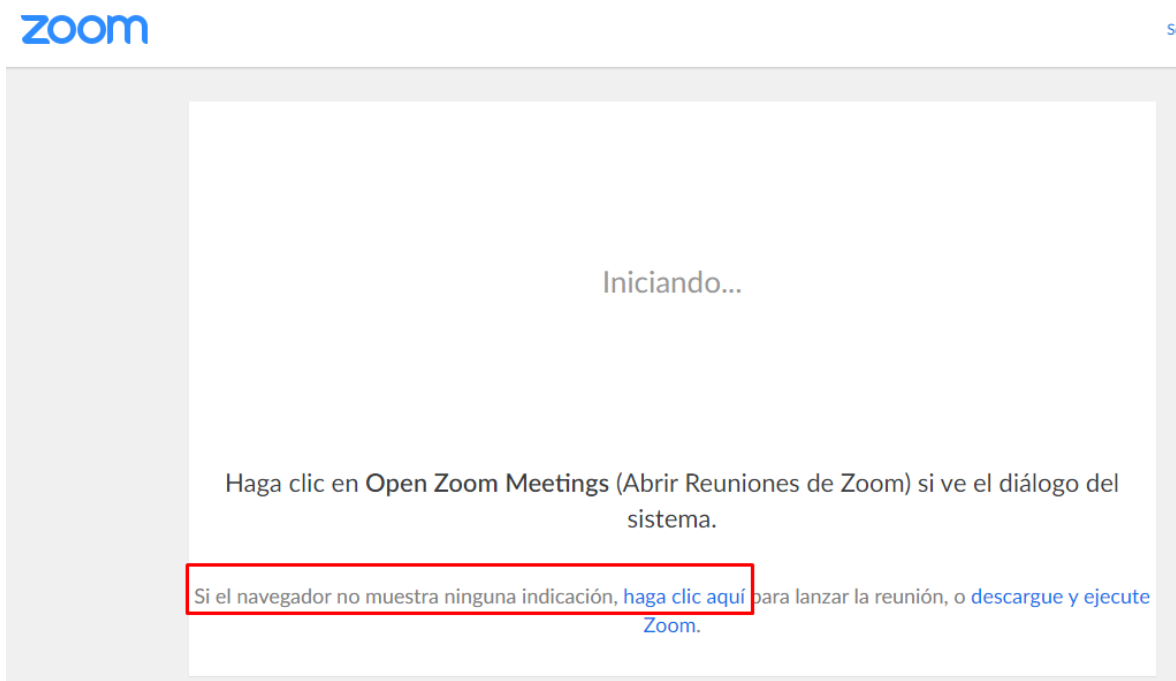 zoom
Iniciando...
Haga clic en Open Zoom Meetings (Abrir Reuniones de Zoom) si ve el diálogo del
sistema.
Si el navegador no muestra ninguna indicación, haga clic aquí para lanzar la reunión, o descargue y ejecute
Zoom.